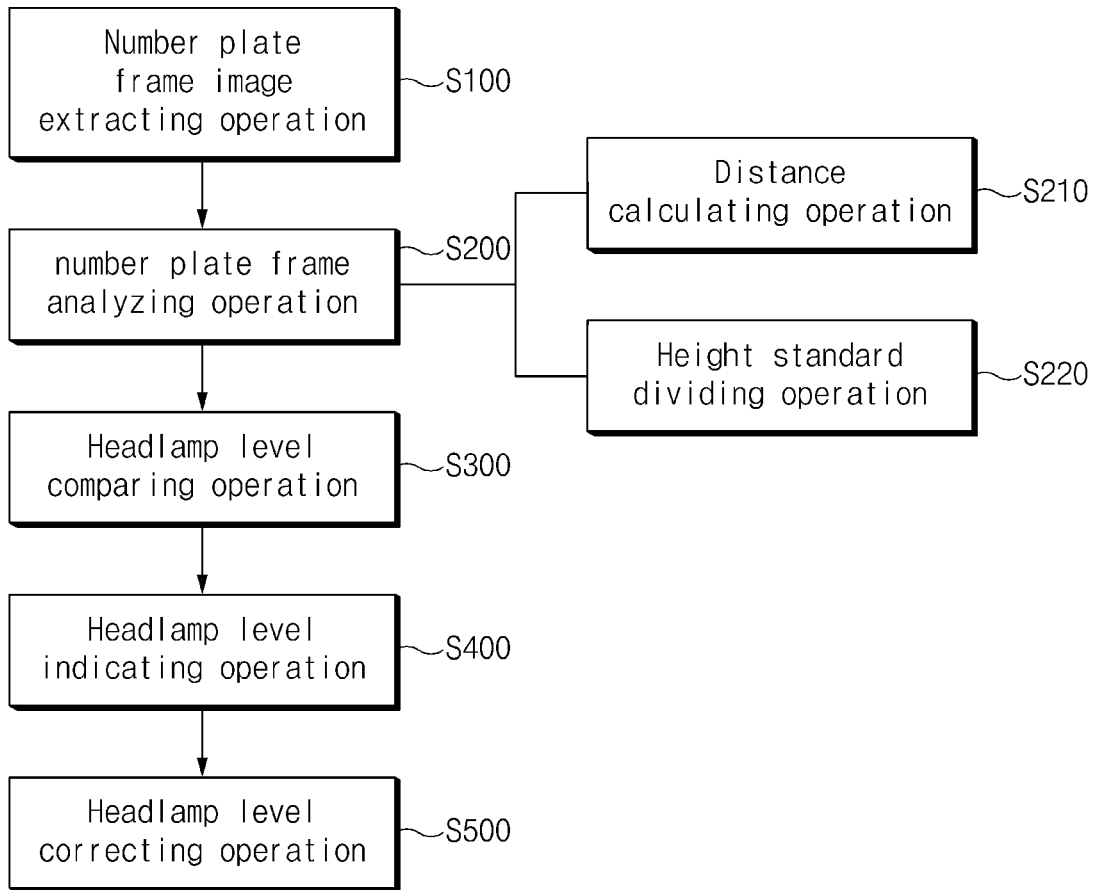 Number plate
frame image
extracting operation
S100
number plate frame
analyzing operation
S200
Distance
calculating operation
S210
Height standard
dividing operation
S220
Headlamp level
comparing operation
S300
Headlamp level
indicating operation
S400
Headlamp level
correcting operation
S500